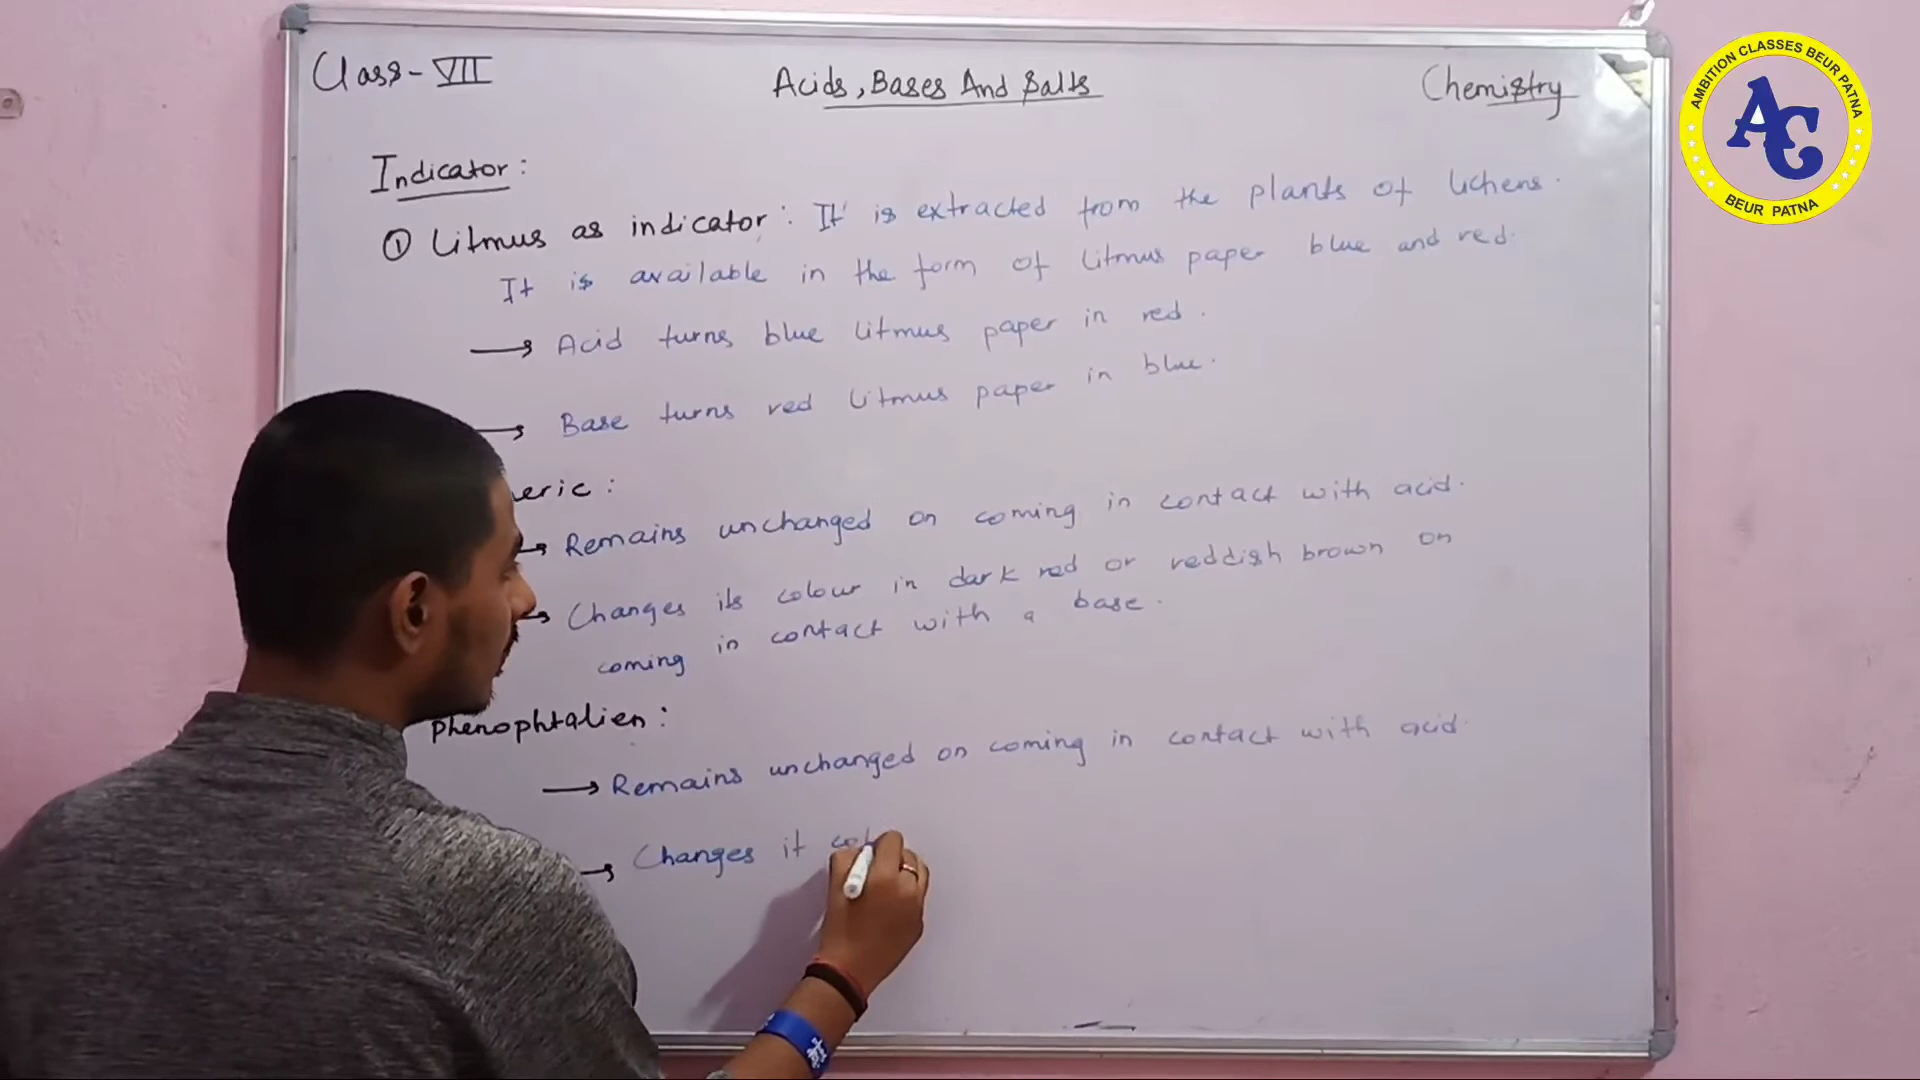 Class-VII
Acids, Bases And Salts
Chemistry
AMBITION CLASSES BEUR PATNA
AC
BEUR PATNA
Indicator:
① Litmus as indicator: It is extracted from the plants of lichens.
It is available in the form of litmus paper blue and red.
→ Acid turns blue litmus paper in red.
→ Base turns red litmus paper in blue.
eric:
→ Remains unchanged on coming in contact with acid.
→ Changes its colour in dark red or reddish brown on
coming in contact with a base.
Phenophtalien:
→ Remains unchanged on coming in contact with acid.
→ Changes it